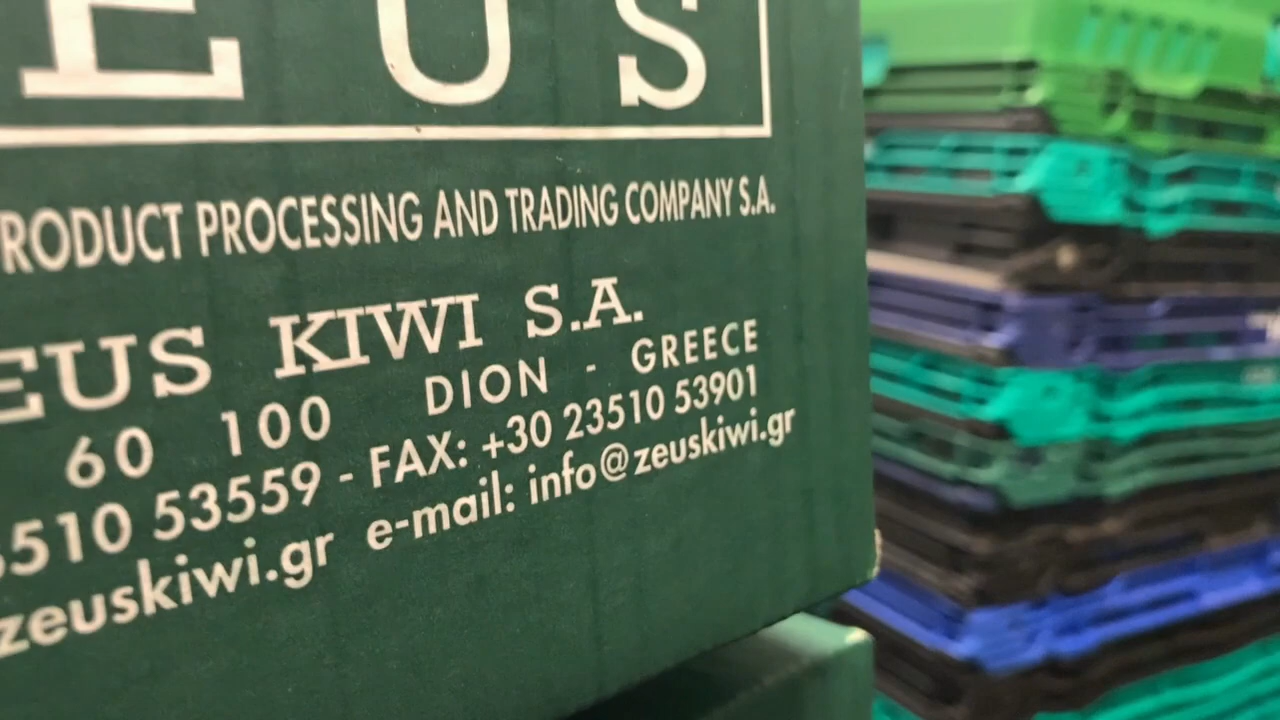 EUS
RODUCT PROCESSING AND TRADING COMPANY S.A.
EUS KIWI S.A.
60 100 DION - GREECE
510 53559 - FAX: +30 23510 53901
zeuskiwi.gr e-mail: info@zeuskiwi.gr